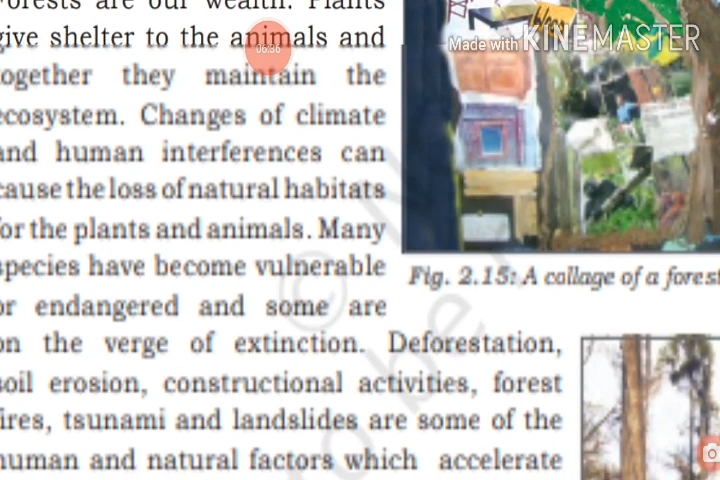 Forests are our wealth. Plants
give shelter to the animals and
together they maintain the
ecosystem. Changes of climate
and human interferences can
cause the loss of natural habitats
for the plants and animals. Many
species have become vulnerable
or endangered and some are
on the verge of extinction. Deforestation,
soil erosion, constructional activities, forest
fires, tsunami and landslides are some of the
human and natural factors which accelerate
06:36
Made with KINEMASTER
Fig. 2.15: A collage of a forest